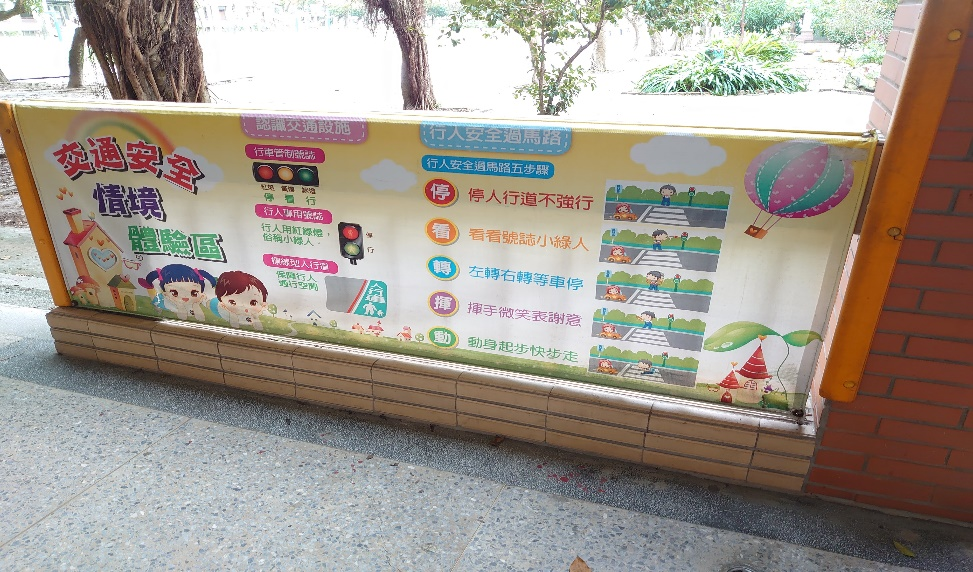 交通安全
情境
體驗區
認識交通設施
行車管制號誌
紅燈 黃燈 綠燈
停 看 行
行人專用號誌
行人用紅綠燈，
俗稱小綠人。
停
行
標線型人行道
保障行人
通行空間
行人安全過馬路
行人安全過馬路五步驟
停 停人行道不強行
看 看看號誌小綠人
轉 左轉右轉等車停
揮 揮手微笑表謝意
動 動身起步快步走